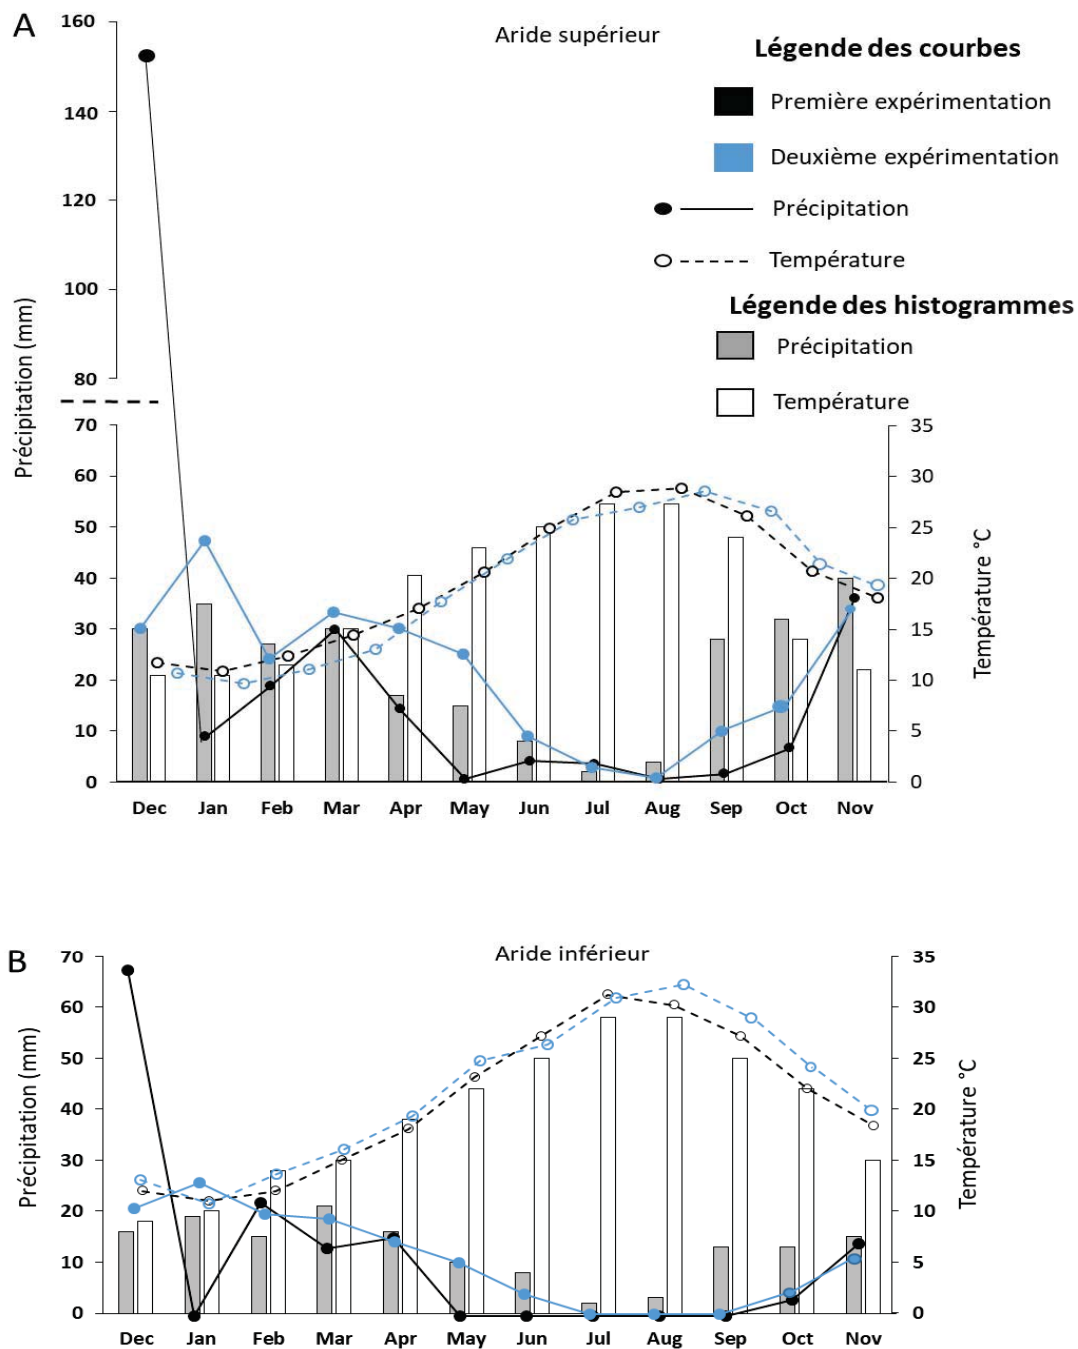 A
Aride supérieur
Légende des courbes
Première expérimentation
Deuxième expérimentation
Précipitation
Température
Légende des histogrammes
Précipitation
Température
Précipitation (mm)
160
140
120
100
80
70
60
50
40
30
20
10
0
35
30
25
20
15
10
5
0
Température °C
Dec Jan Feb Mar Apr May Jun Jul Aug Sep Oct Nov
B
Aride inférieur
Précipitation (mm)
70
60
50
40
30
20
10
0
35
30
25
20
15
10
5
0
Température °C
Dec Jan Feb Mar Apr May Jun Jul Aug Sep Oct Nov